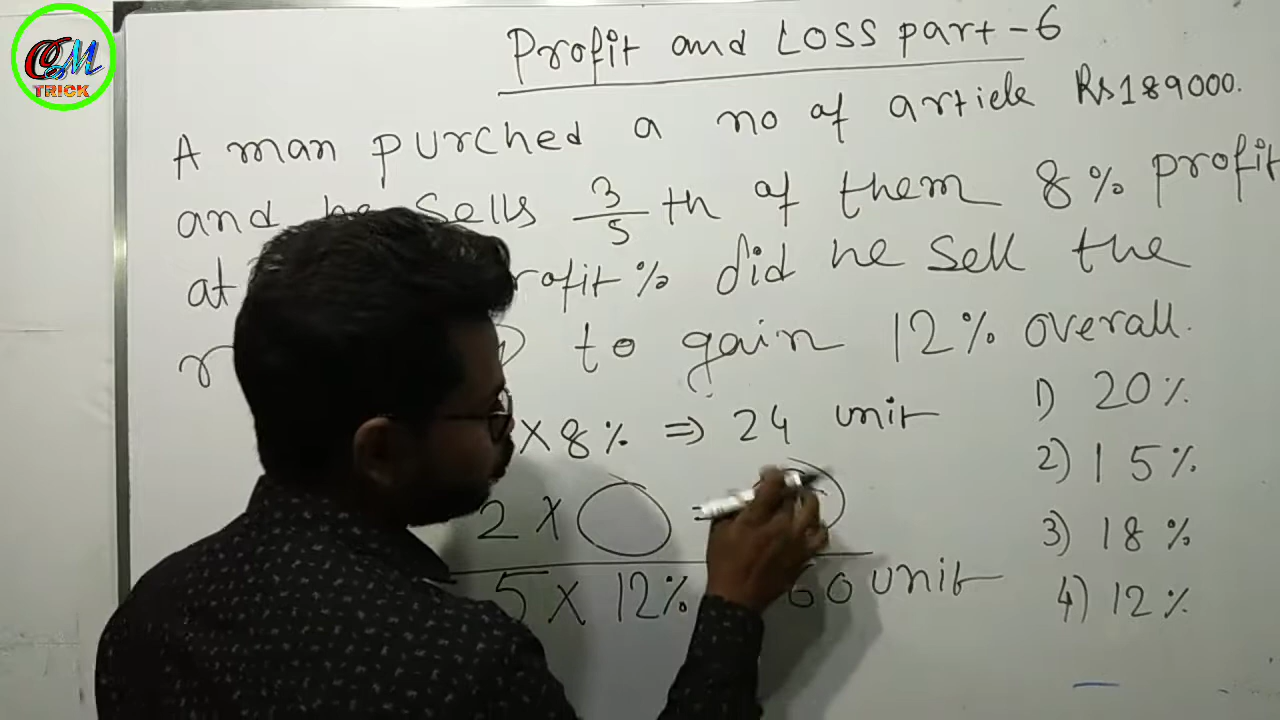 CM
TRICK
Profit and Loss part-6
A man purched a no of article Rs189000.
and he sells 3/5 th of them 8% profit
at rofit% did he sell the
to gain 12% overall.
x 8% => 24 unit
2 x =
5 x 12% 60 unit
1) 20%
2) 15%
3) 18%
4) 12%